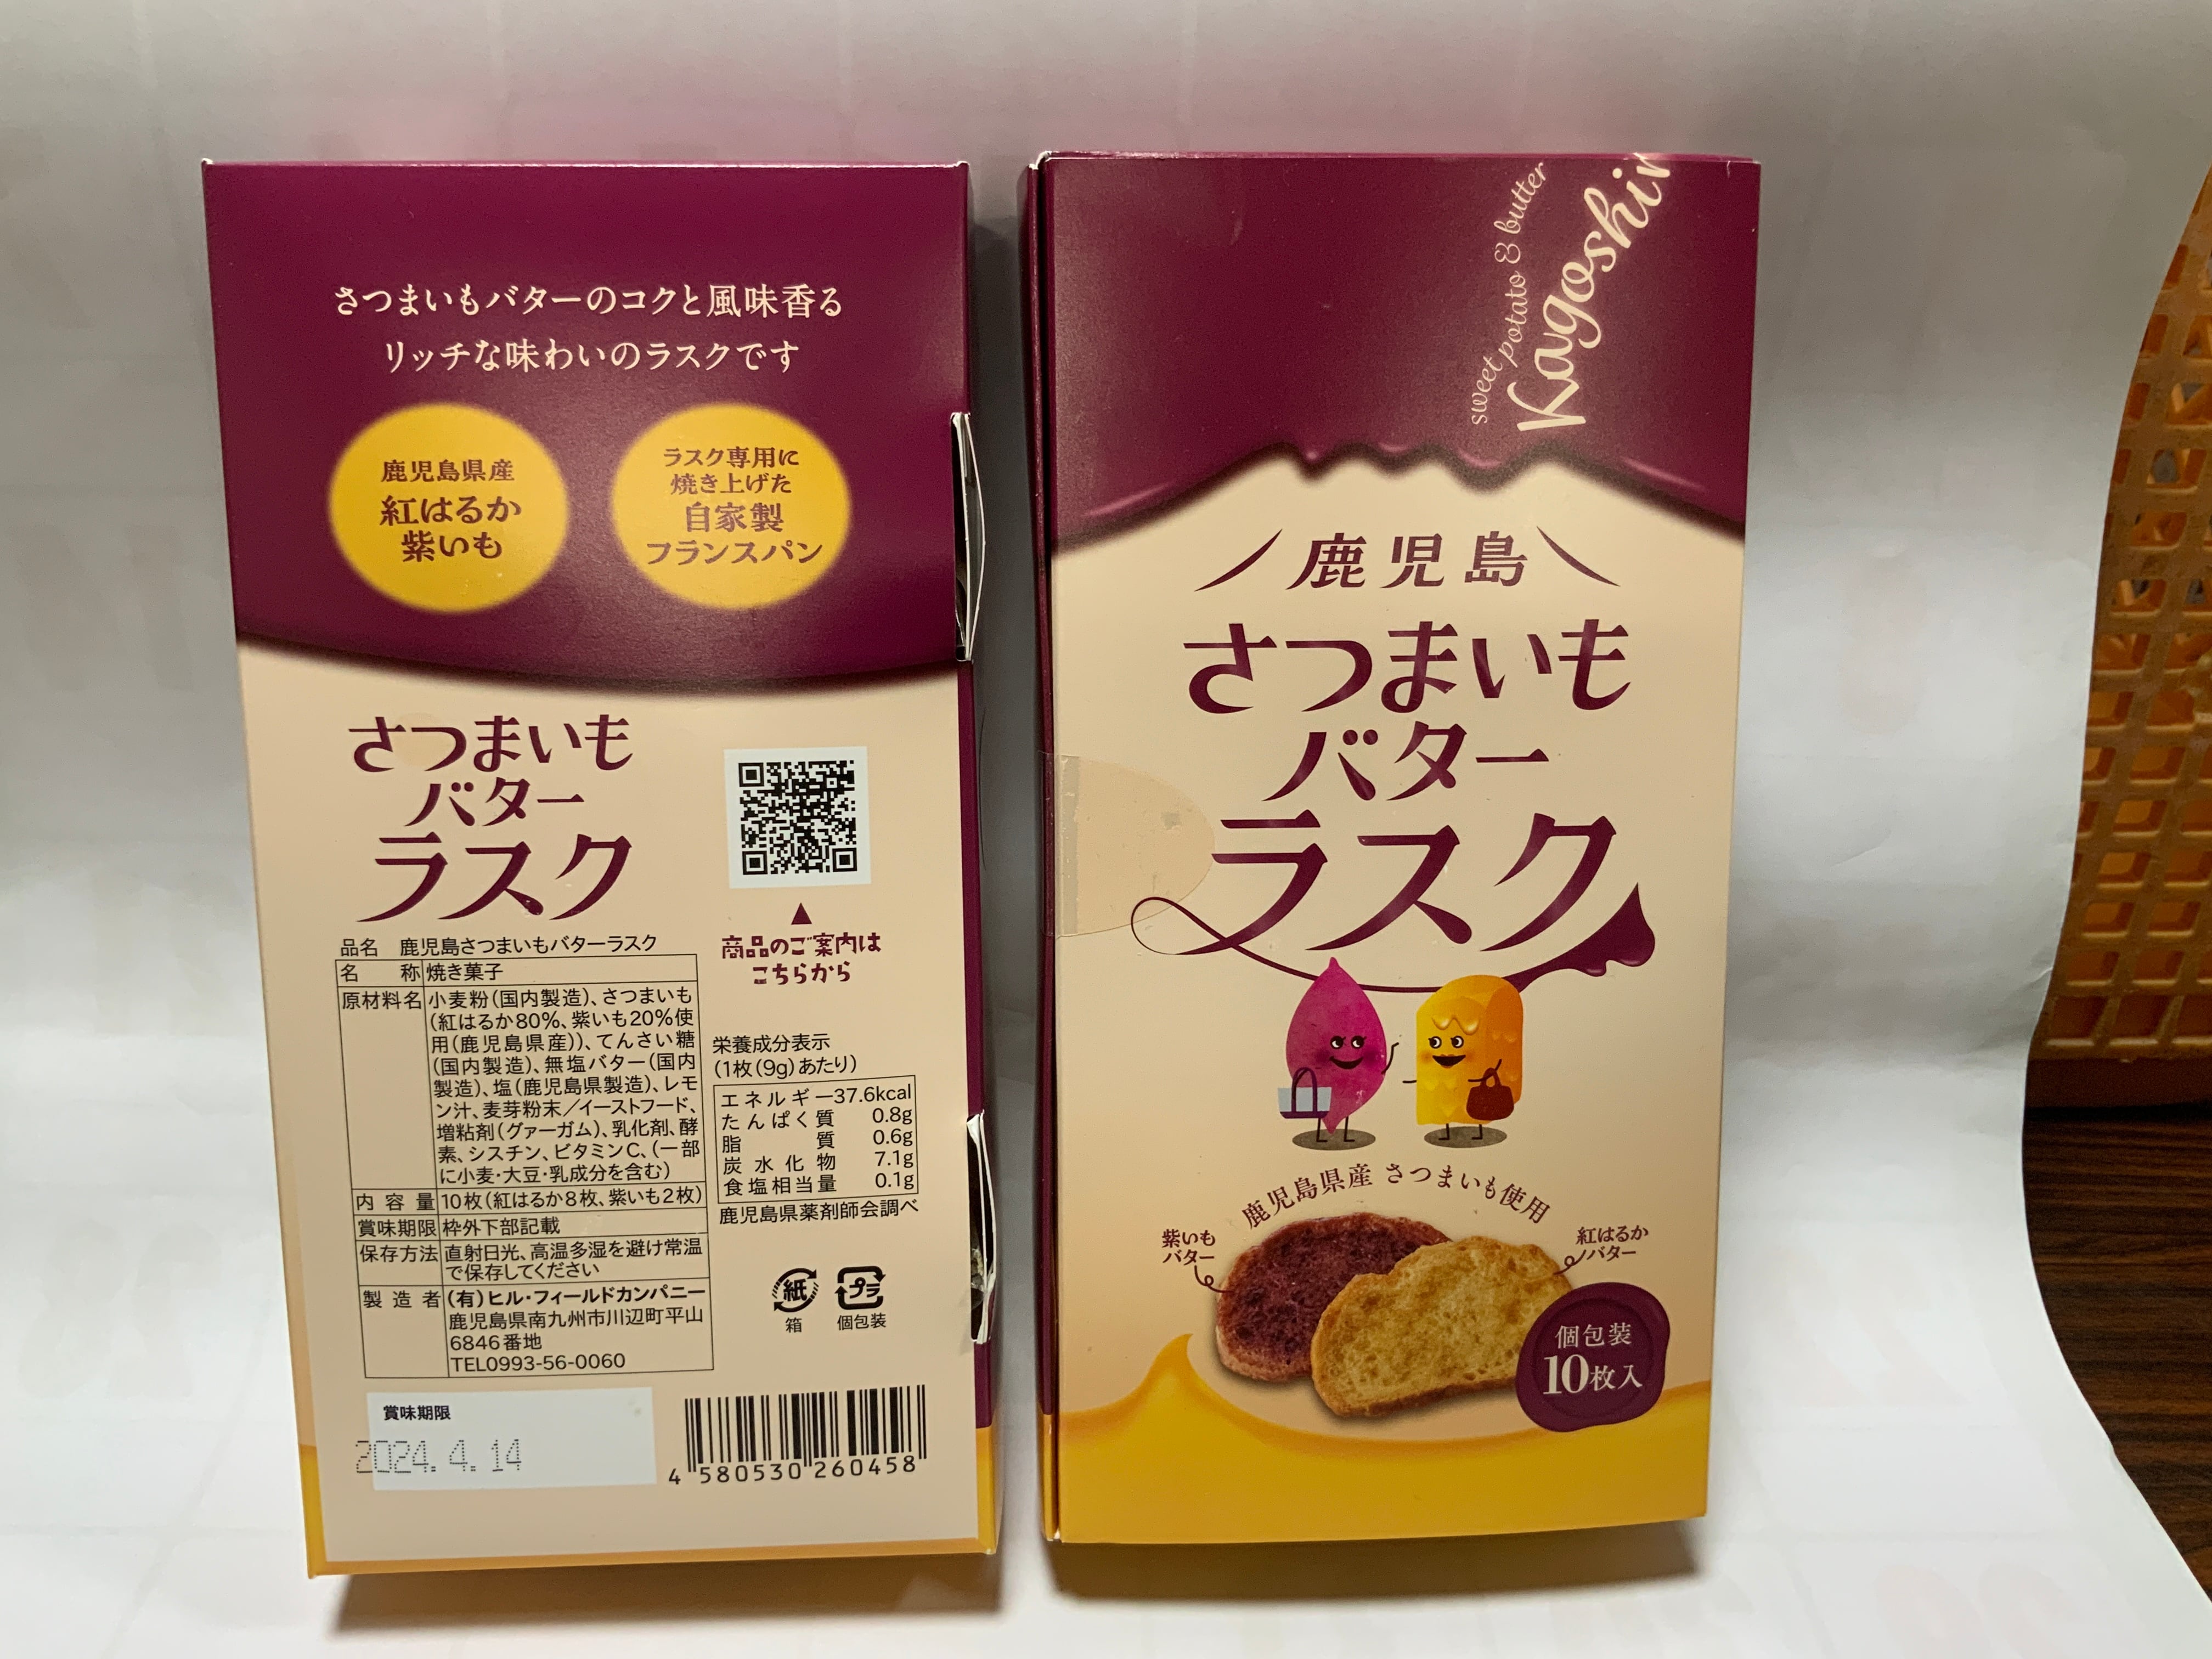 さつまいもバターのコクと風味香る
リッチな味わいのラスクです
鹿児島県産
紅はるか
紫いも
ラスク専用に
焼き上げた
自家製
フランスパン
さつまいも
バター
ラスク
商品のご案内は
こちらから
品名 鹿児島さつまいもバターラスク
名称 焼き菓子
原材料名 小麦粉(国内製造)、さつまいも
(紅はるか80%、紫いも20%使
用(鹿児島県産))、てんさい糖
(国内製造)、無塩バター(国内
製造)、塩(鹿児島県製造)、レモ
ン汁、麦芽粉末/イーストフード、
増粘剤(グァーガム)、乳化剤、酵
素、シスチン、ビタミンC、(一部
に小麦・大豆・乳成分を含む)
内容量 10枚(紅はるか8枚、紫いも2枚)
賞味期限 枠外下部記載
保存方法 直射日光、高温多湿を避け常温
で保存してください
製造者 (有)ヒル・フィールドカンパニー
鹿児島県南九州市川辺町平山
6846番地
TEL0993-56-0060
栄養成分表示
(1枚(9g)あたり)
エネルギー37.6kcal
たんぱく質 0.8g
脂質 0.6g
炭水化物 7.1g
食塩相当量 0.1g
鹿児島県薬剤師会調べ
紙
箱
プラ
個包装
賞味期限
2024. 4. 14
4 580530 260458
sweet potato & butter
Kagoshim
鹿児島
さつまいも
バター
ラスク
鹿児島県産 さつまいも使用
紫いも
バター
紅はるか
バター
個包装
10枚入